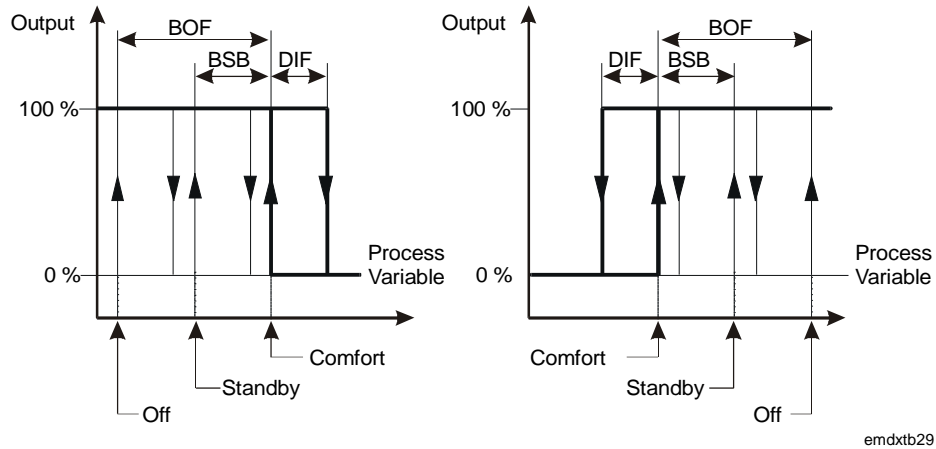 Output
BOF
BSB
DIF
100 %
0 %
Process
Variable
Comfort
Standby
Off
Output
BOF
DIF
BSB
100 %
0 %
Process
Variable
Comfort
Standby
Off
emdxtb29